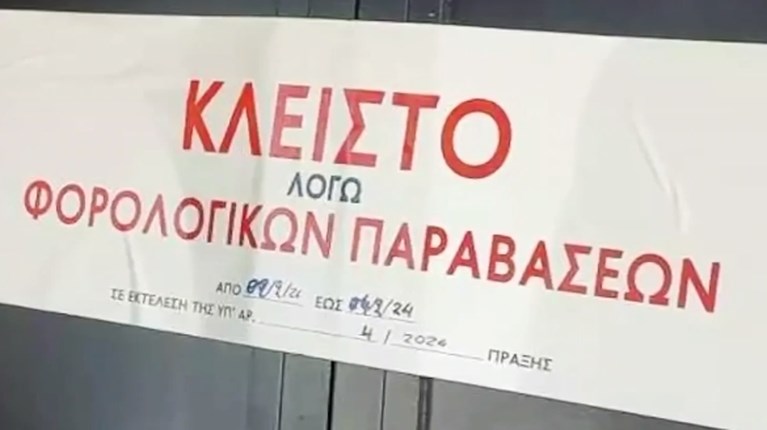 ΚΛΕΙΣΤΟ
ΛΟΓΩ
ΦΟΡΟΛΟΓΙΚΩΝ ΠΑΡΑΒΑΣΕΩΝ
ΑΠΟ ΕΩΣ
ΣΕ ΕΚΤΕΛΕΣΗ ΤΗΣ ΥΠ' ΑΡ. 4 / 2024 ΠΡΑΞΗΣ